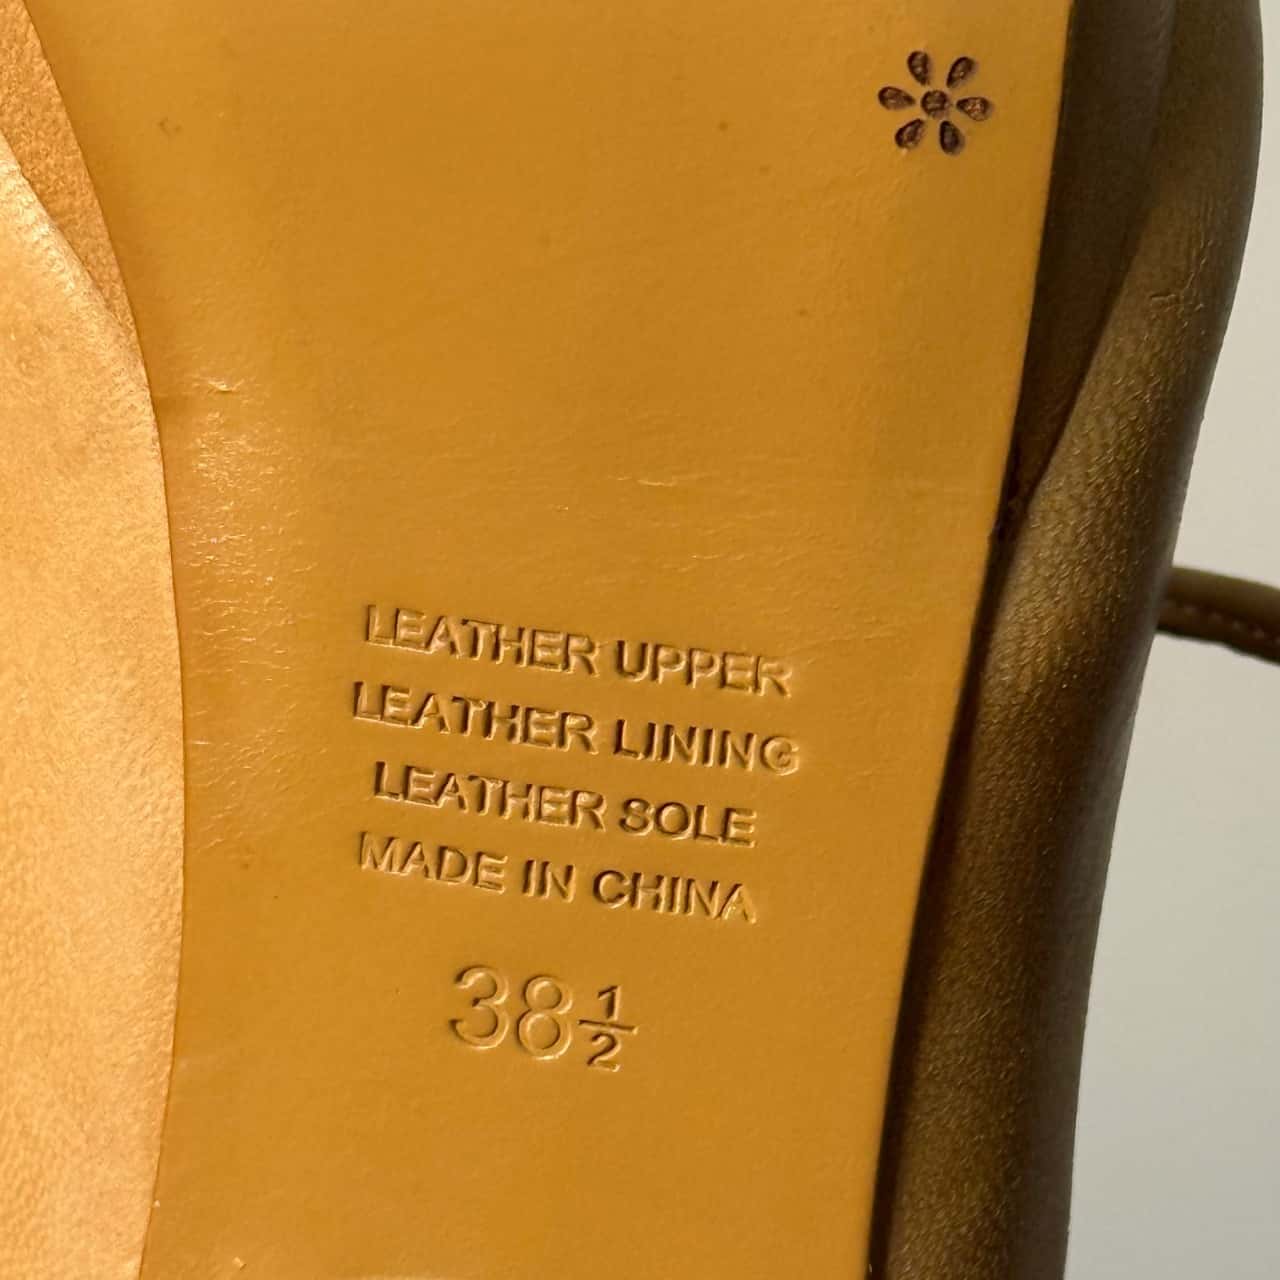 LEATHER UPPER
LEATHER LINING
LEATHER SOLE
MADE IN CHINA
38½